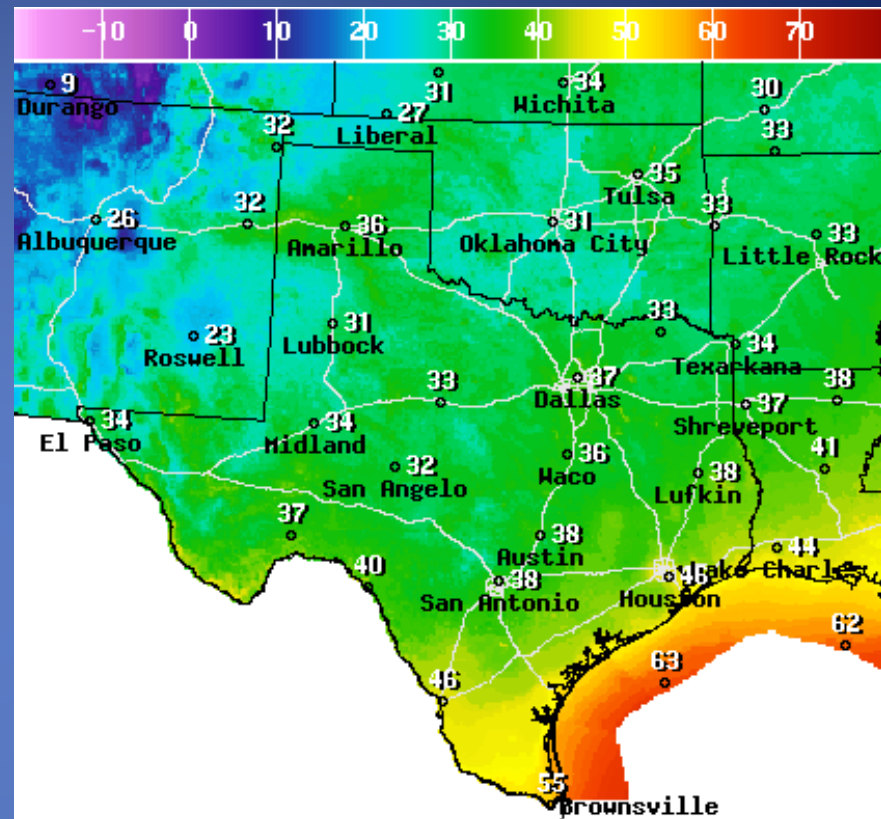 -10 0 10 20 30 40 50 60 70
9
Durango
31
34
Wichita
30
27
Liberal
32
33
35
Tulsa
26
Albuquerque
32
36
Amarillo
31
Oklahoma City
33
33
Little Rock
23
Roswell
31
Lubbock
33
34
Texarkana
37
Dallas
33
37
Shreveport
38
34
El Paso
34
Midland
32
San Angelo
36
Waco
38
Lufkin
41
37
38
Austin
44
Lake Charles
40
38
San Antonio
46
Houston
62
63
46
55
Brownsville